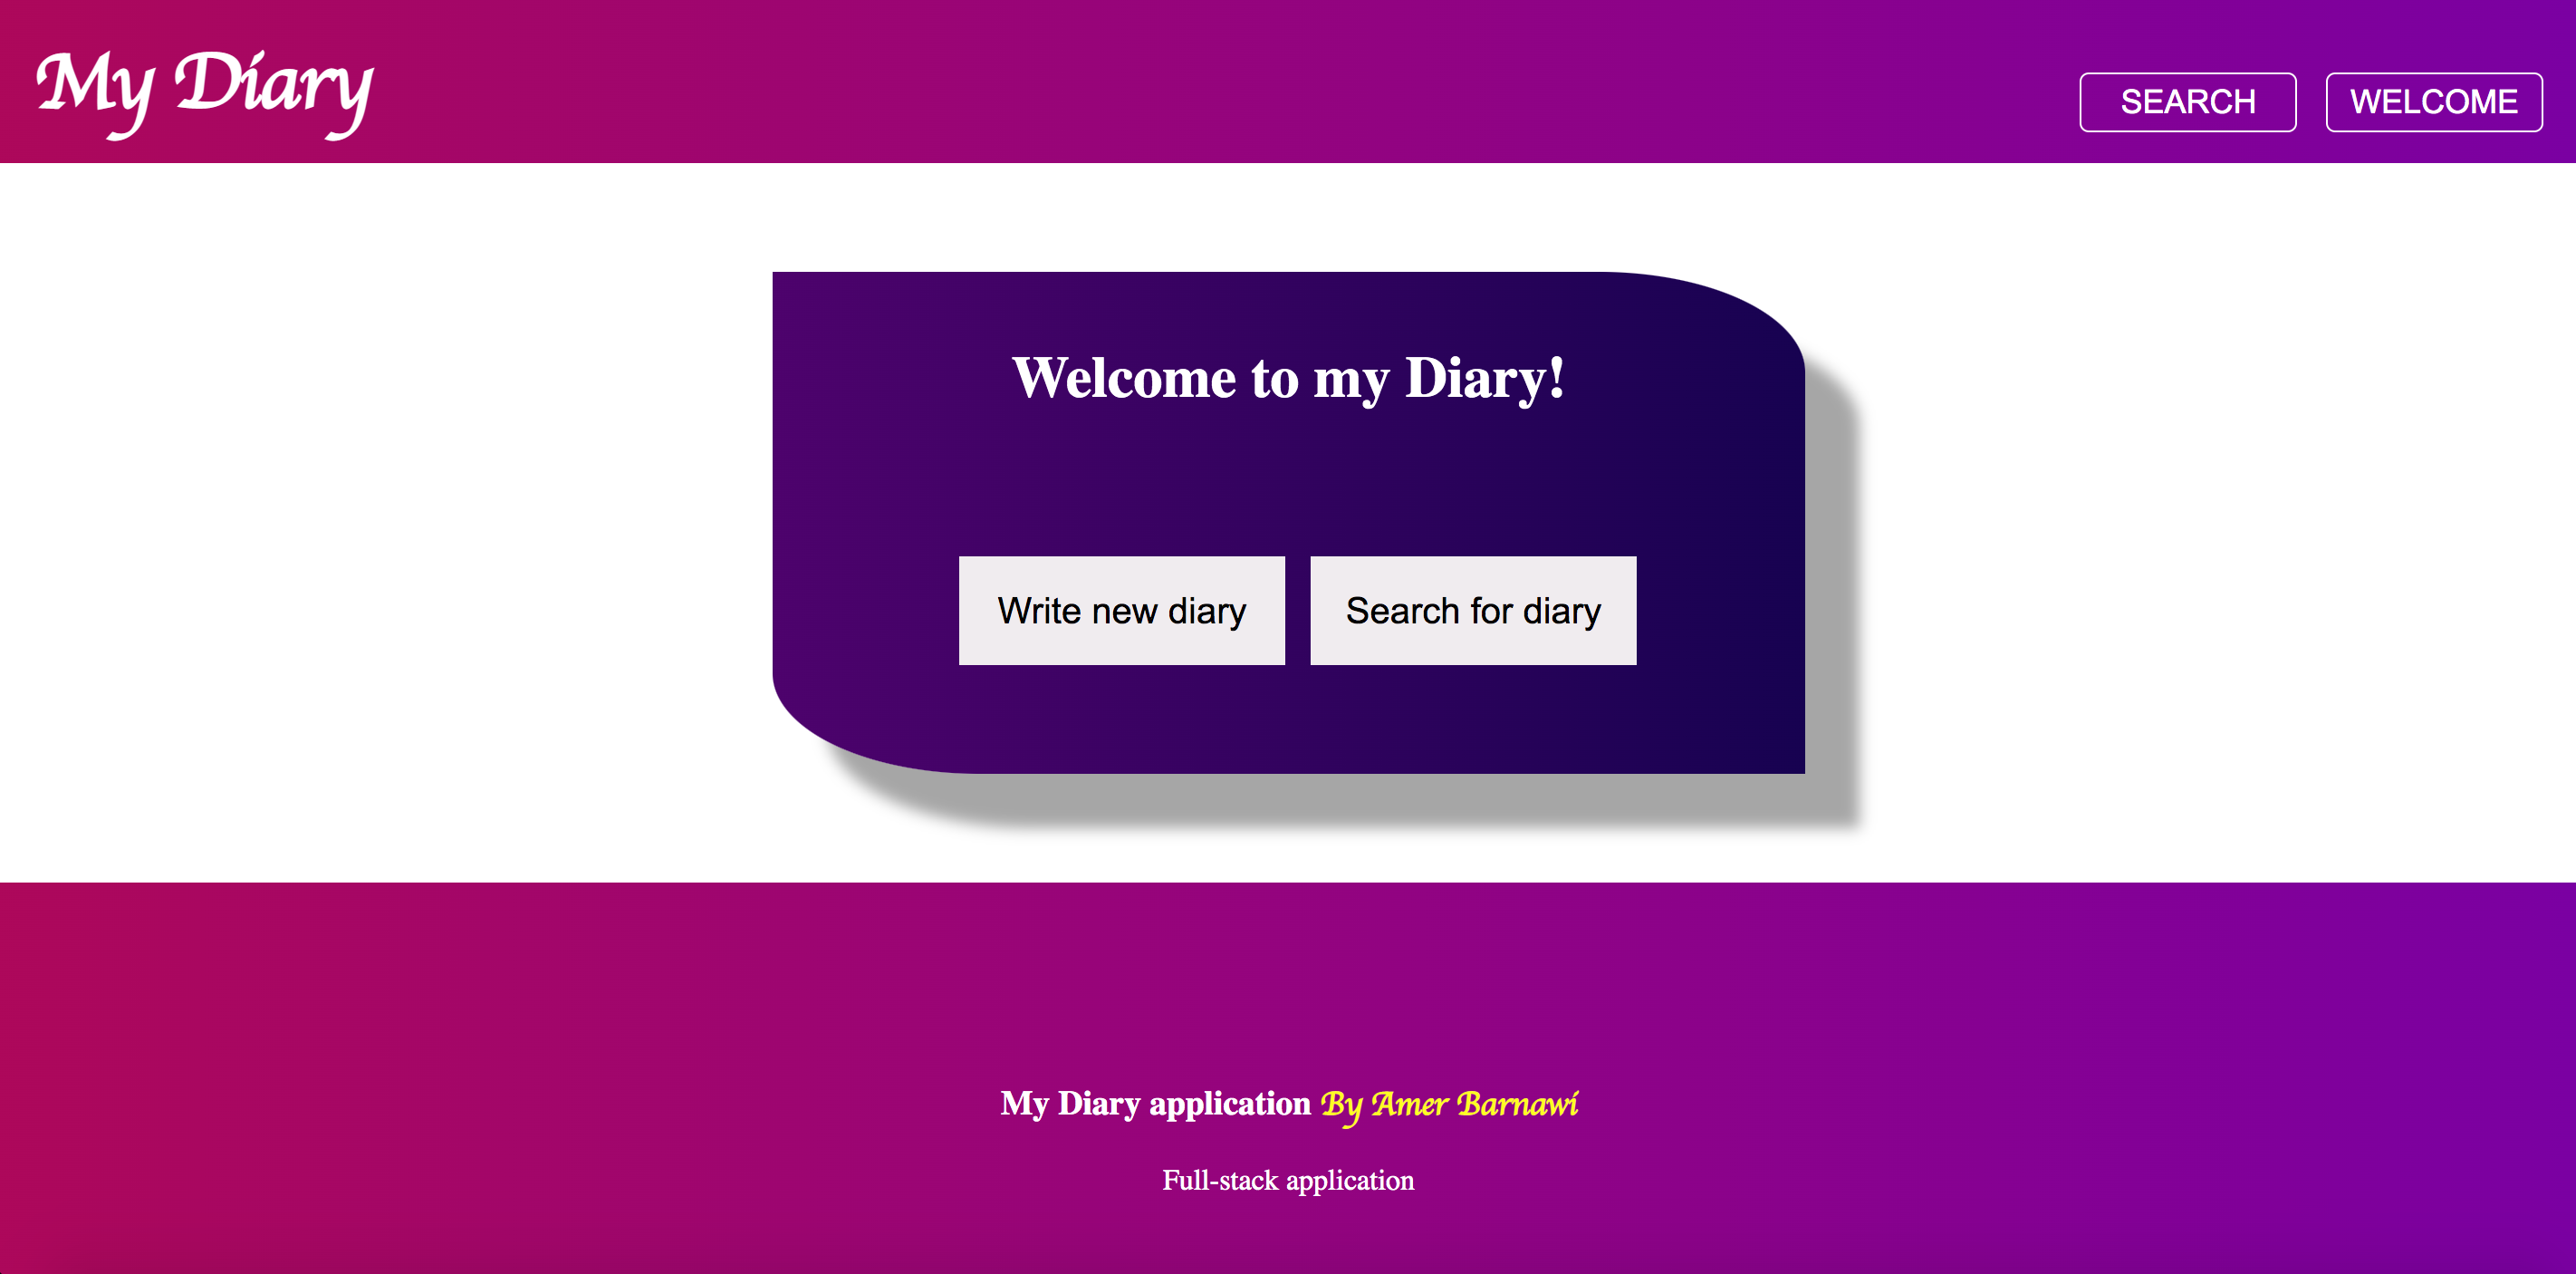 My Diary
SEARCH WELCOME
Welcome to my Diary!
Write new diary Search for diary
My Diary application By Amer Barnawi
Full-stack application